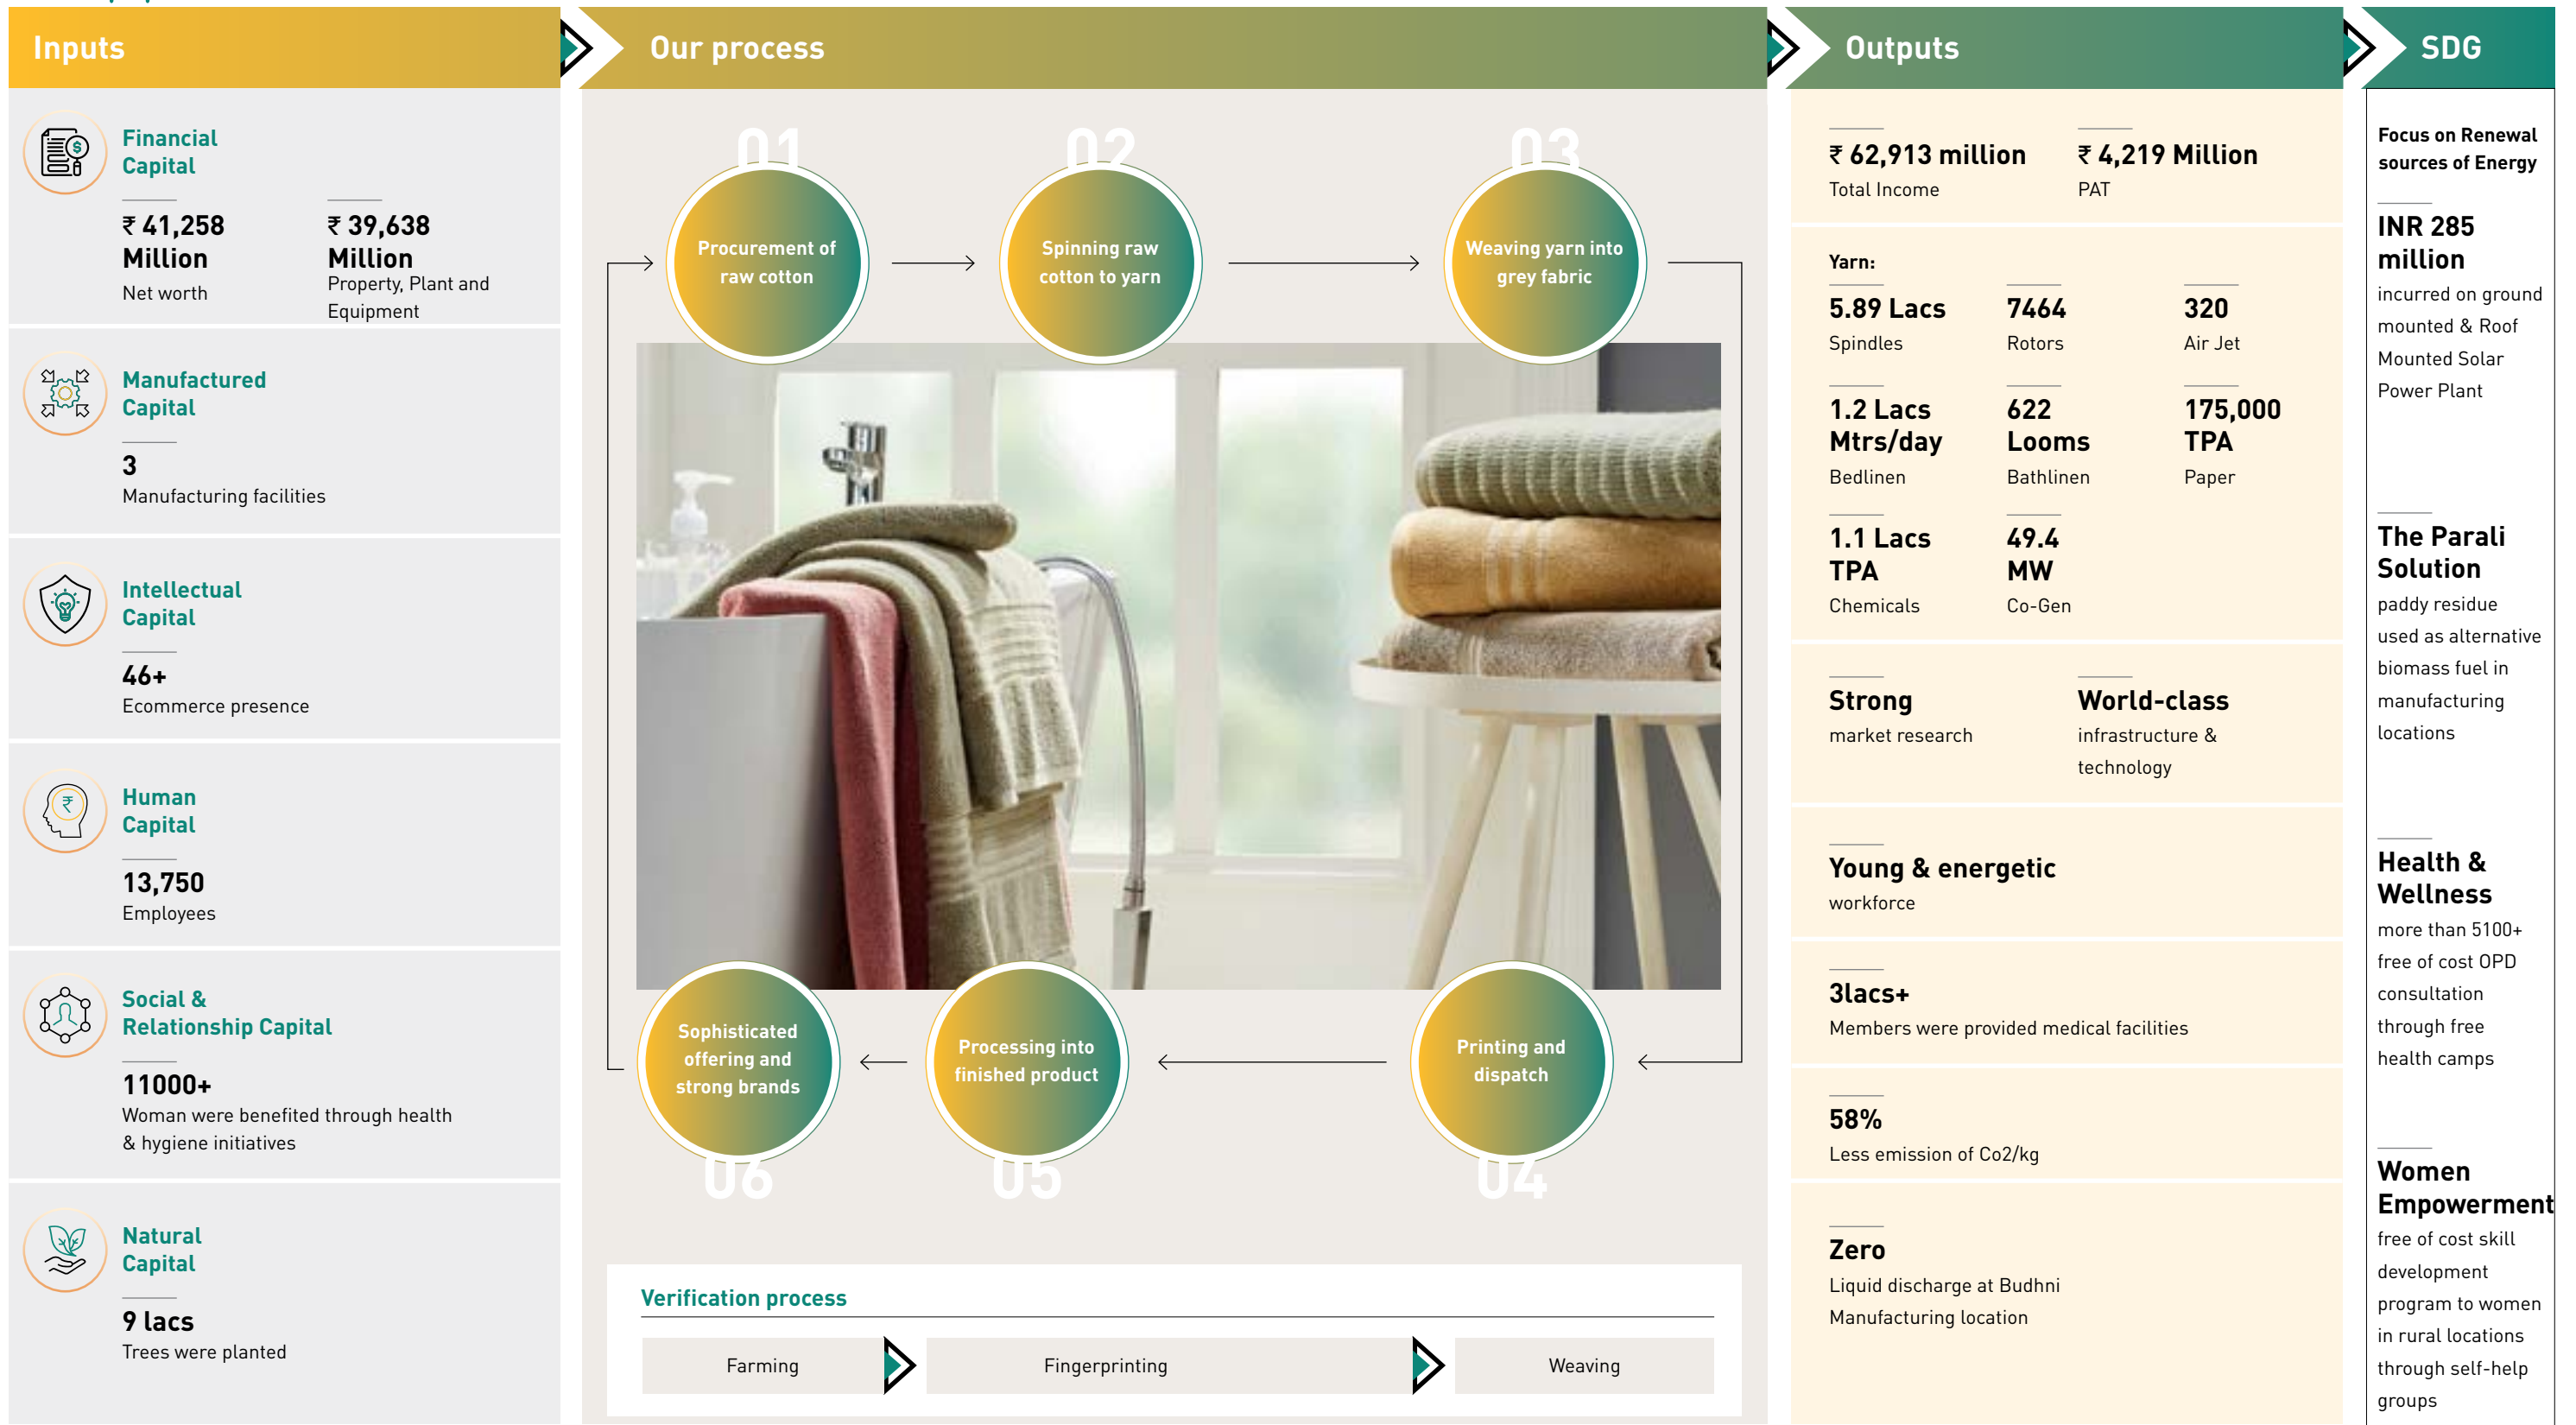 Inputs
Financial
Capital
₹ 41,258
Million
Net worth
₹ 39,638
Million
Property, Plant and
Equipment
Manufactured
Capital
3
Manufacturing facilities
Intellectual
Capital
46+
Ecommerce presence
Human
Capital
13,750
Employees
Social &
Relationship Capital
11000+
Woman were benefited through health
& hygiene initiatives
Natural
Capital
9 lacs
Trees were planted
Our process
01
Procurement of
raw cotton
02
Spinning raw
cotton to yarn
03
Weaving yarn into
grey fabric
04
Printing and
dispatch
05
Processing into
finished product
06
Sophisticated
offering and
strong brands
Verification process
Farming
Fingerprinting
Weaving
Outputs
₹ 62,913 million
Total Income
₹ 4,219 Million
PAT
Yarn:
5.89 Lacs
Spindles
7464
Rotors
320
Air Jet
1.2 Lacs
Mtrs/day
Bedlinen
622
Looms
Bathlinen
175,000
TPA
Paper
1.1 Lacs
TPA
Chemicals
49.4
MW
Co-Gen
Strong
market research
World-class
infrastructure &
technology
Young & energetic
workforce
3lacs+
Members were provided medical facilities
58%
Less emission of Co2/kg
Zero
Liquid discharge at Budhni
Manufacturing location
SDG
Focus on Renewal
sources of Energy
INR 285
million
incurred on ground
mounted & Roof
Mounted Solar
Power Plant
The Parali
Solution
paddy residue
used as alternative
biomass fuel in
manufacturing
locations
Health &
Wellness
more than 5100+
free of cost OPD
consultation
through free
health camps
Women
Empowerment
free of cost skill
development
program to women
in rural locations
through self-help
groups